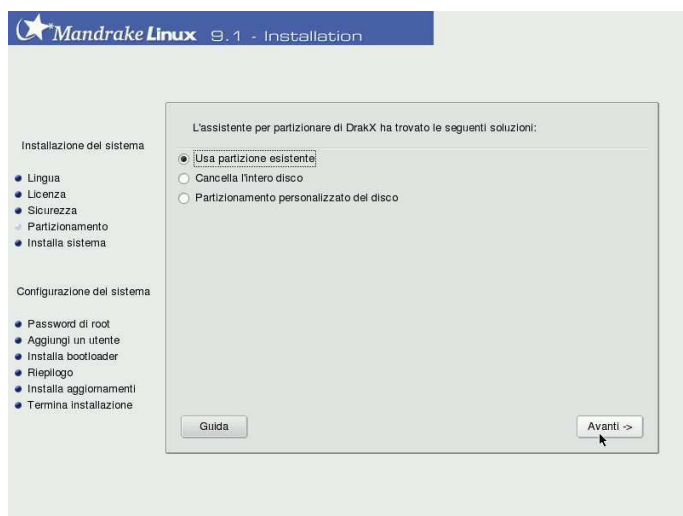 Mandrake Linux 9.1 - Installation
Installazione del sistema
Lingua
Licenza
Sicurezza
Partizionamento
Installa sistema
Configurazione del sistema
Password di root
Aggiungi un utente
Installa bootloader
Riepilogo
Installa aggiornamenti
Termina installazione
L'assistente per partizionare di DrakX ha trovato le seguenti soluzioni:
Usa partizione esistente
Cancella l'intero disco
Partizionamento personalizzato del disco
Guida
Avanti ->